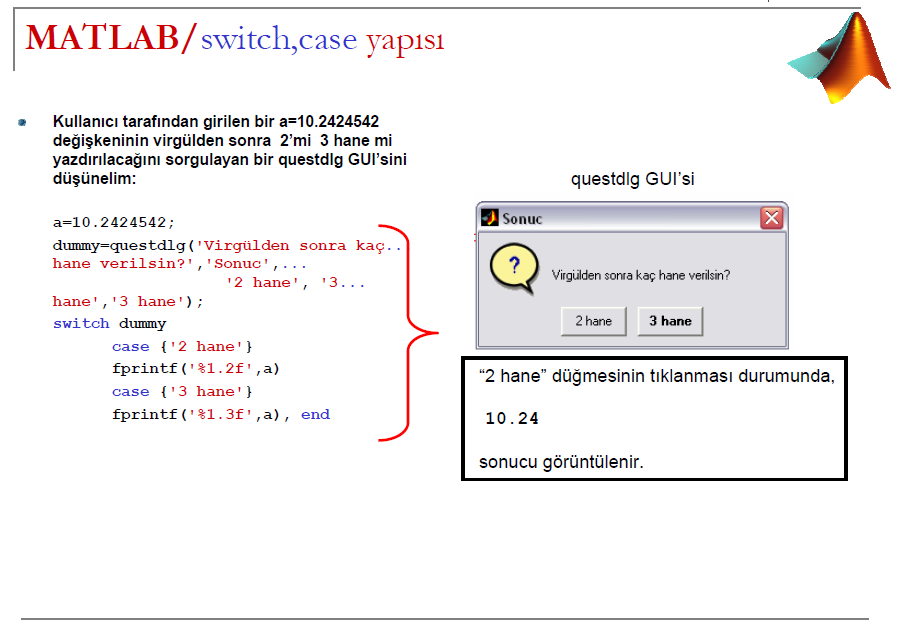 MATLAB/switch,case yapısı
Kullanıcı tarafından girilen bir a=10.2424542
değişkeninin virgülden sonra 2'mi 3 hane mi
yazdırılacağını sorgulayan bir questdlg GUI'sini
düşünelim:
a=10.2424542;
dummy=questdlg('Virgülden sonra kaç..
hane verilsin?','Sonuc',...
'2 hane', '3...
hane','3 hane');
switch dummy
case {'2 hane'}
fprintf('%1.2f',a)
case {'3 hane'}
fprintf('%1.3f',a), end
questdlg GUI'si
Sonuc
?
Virgülden sonra kaç hane verilsin?
2 hane
3 hane
“2 hane” düğmesinin tıklanması durumunda,
10.24
sonucu görüntülenir.